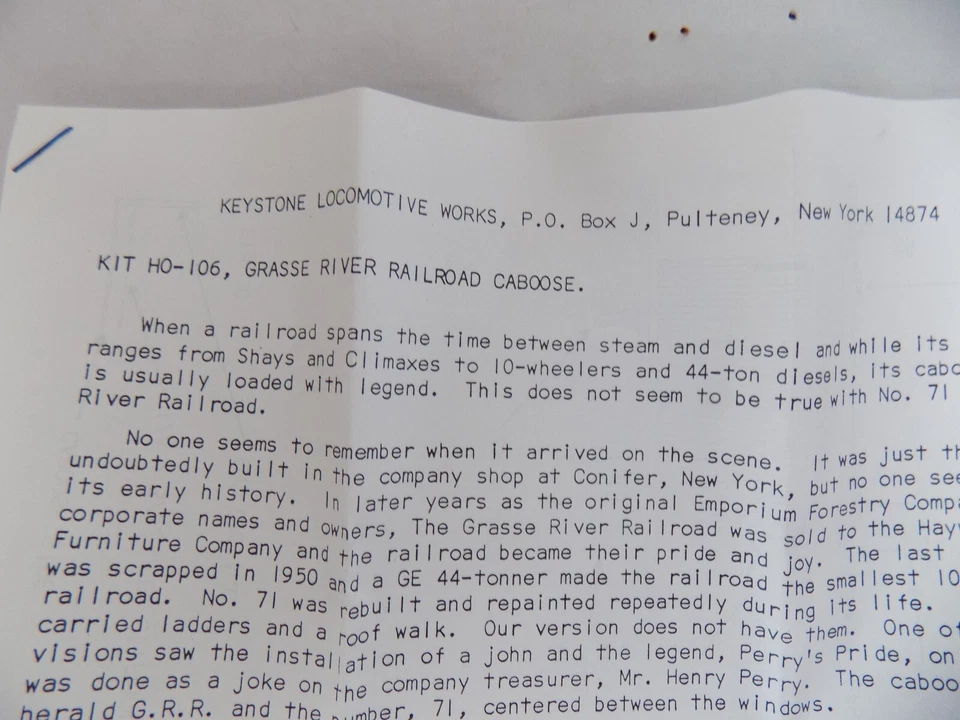 KEYSTONE LOCOMOTIVE WORKS, P.O. Box J, Pulteney, New York 14874
KIT HO-106, GRASSE RIVER RAILROAD CABOOSE.
When a railroad spans the time between steam and diesel and while its
ranges from Shays and Climaxes to 10-wheelers and 44-ton diesels, its cabo
is usually loaded with legend. This does not seem to be true with No. 71
River Railroad.
No one seems to remember when it arrived on the scene. It was just th
undoubtedly built in the company shop at Conifer, New York, but no one see
its early history. In later years as the original Emporium Forestry Compa
corporate names and owners, The Grasse River Railroad was sold to the Hayw
Furniture Company and the railroad became their pride and joy. The last
was scrapped in 1950 and a GE 44-tonner made the railroad the smallest 10
railroad. No. 71 was rebuilt and repainted repeatedly during its life.
carried ladders and a roof walk. Our version does not have them. One of
visions saw the installation of a john and the legend, Perry's Pride, on
was done as a joke on the company treasurer, Mr. Henry Perry. The caboo
herald G.R.R. and the number, 71, centered between the windows.